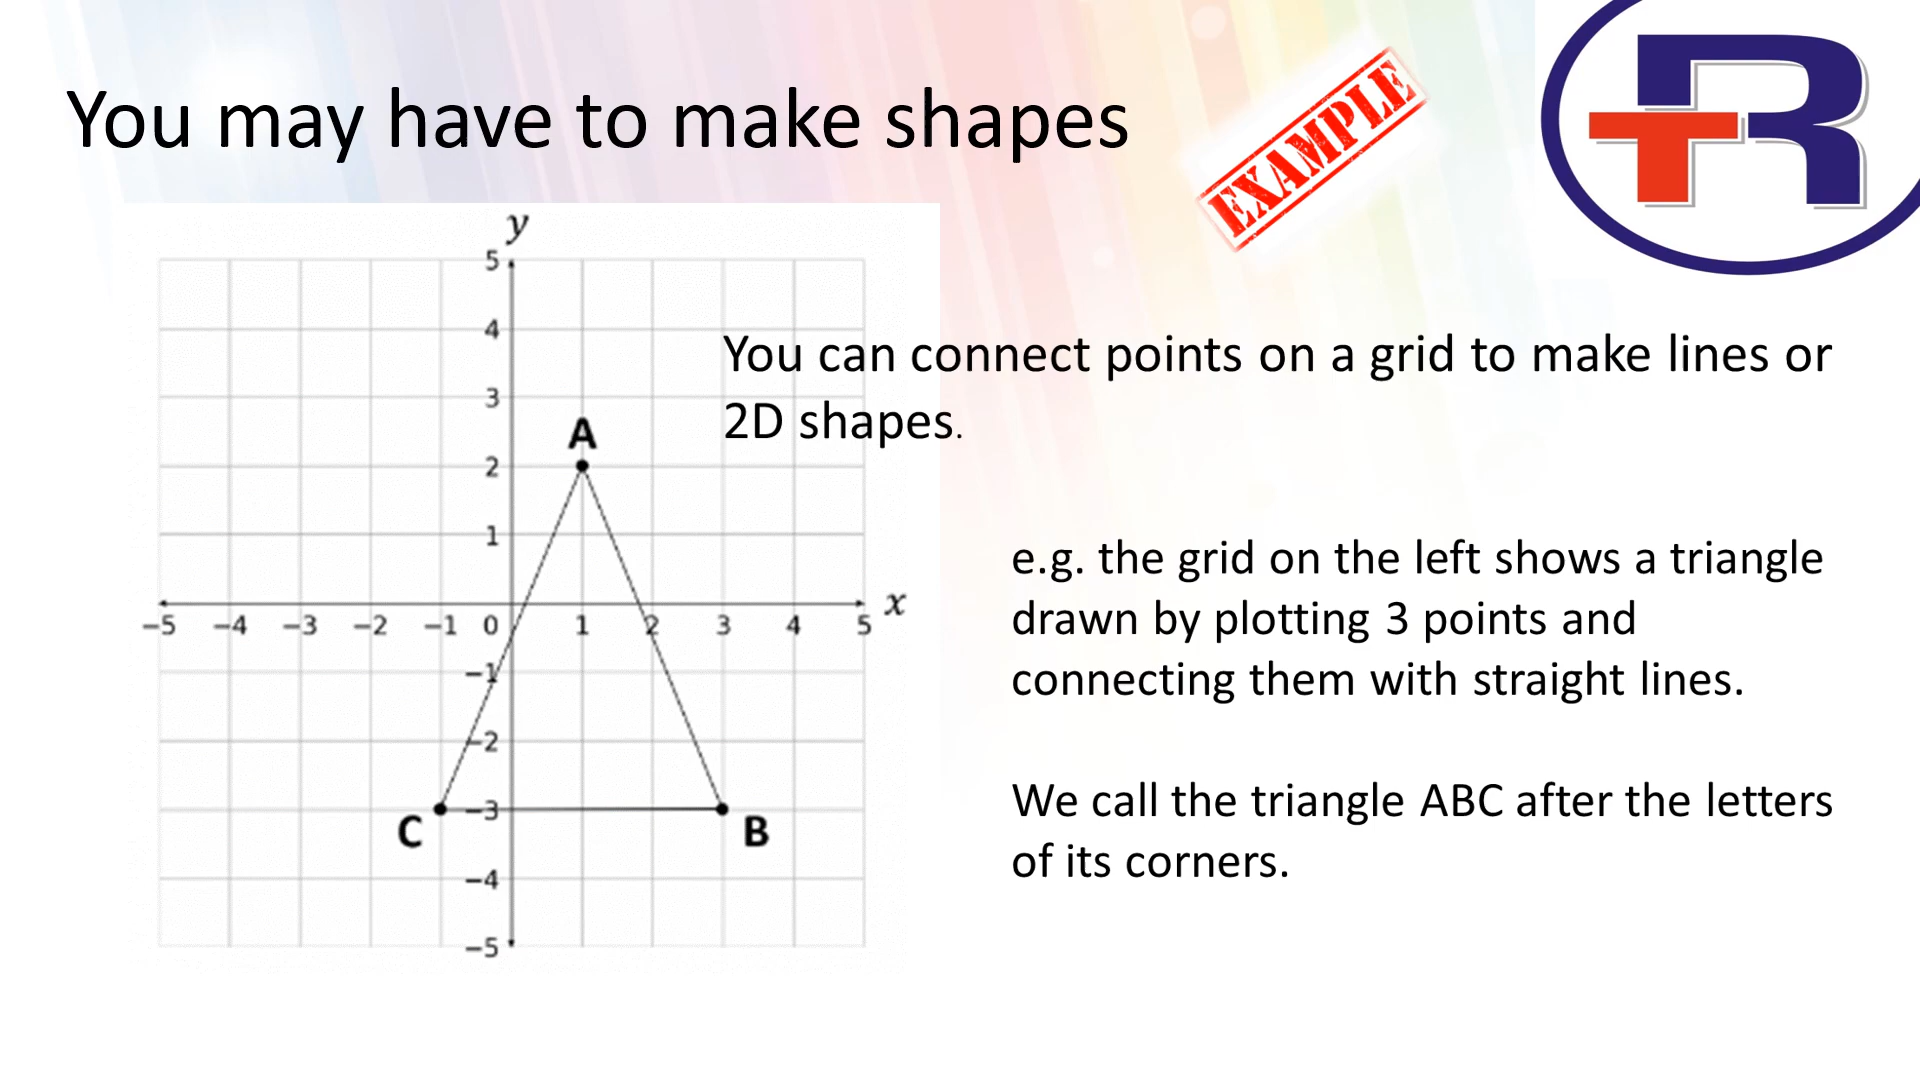 You may have to make shapes
EXAMPLE
TR
You can connect points on a grid to make lines or
2D shapes.
e.g. the grid on the left shows a triangle
drawn by plotting 3 points and
connecting them with straight lines.
We call the triangle ABC after the letters
of its corners.
y
5
4
3
A
2
1
x
−5 −4 −3 −2 −1 0 1 2 3 4 5
−1
−2
−3
C B
−4
−5